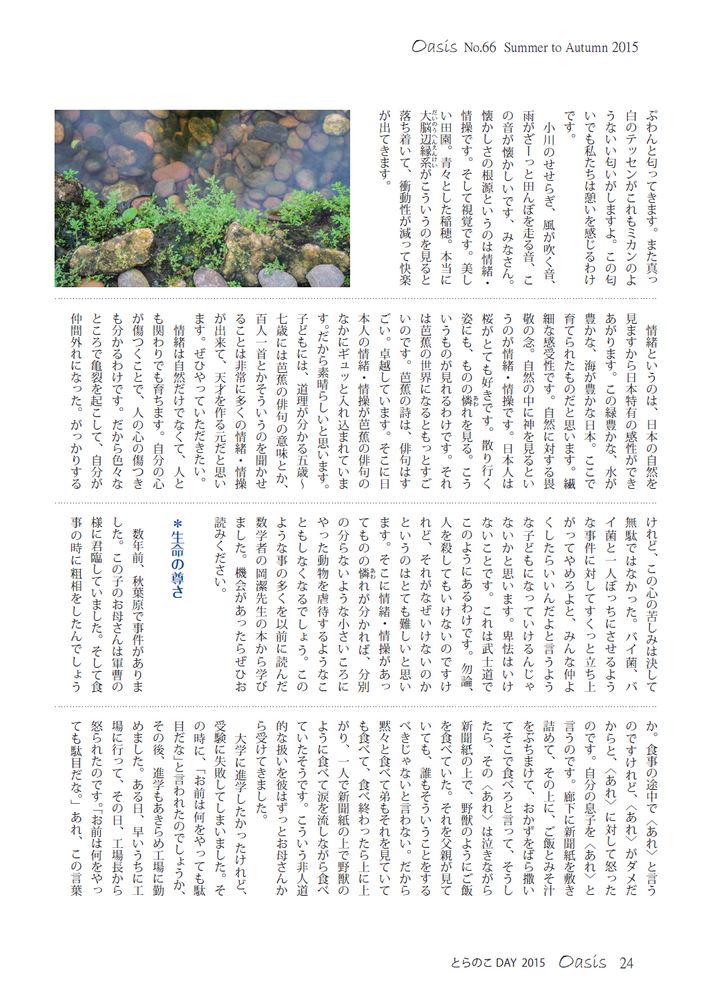 Oasis No.66 Summer to Autumn 2015
ぷわんと匂ってきます。また真っ
白のテッセンがこれもミカンのよ
うないい匂いがしますよ。この匂
いでも私たちは憩いを感じるわけ
です。
小川のせせらぎ、風が吹く音、
雨がざーっと田んぼを走る音、こ
の音が懐かしいです、みなさん。
懐かしさの根源というのは情緒・
情操です。そして視覚です。美し
い田園。青々とした稲穂。本当に
大脳辺縁系がこういうのを見ると
だいのうへんえんけい
落ち着いて、衝動性が減って快楽
が出てきます。
情緒というのは、日本の自然を
見ますから日本特有の感性ができ
あがります。この緑豊かな、水が
豊かな、海が豊かな日本。ここで
育てられたものだと思います。繊
細な感受性です。自然に対する畏
敬の念。自然の中に神を見るとい
うのが情緒・情操です。日本人は
桜がとても好きです。散り行く
姿にも、ものの憐れを見る。こう
あわ
いうものが見れるわけです。それ
は芭蕉の世界になるともっとすご
いのです。芭蕉の詩は、俳句はす
ごい。卓越しています。そこに日
本人の情緒・情操が芭蕉の俳句の
なかにギュッと入れ込まれていま
す。だから素晴らしいと思います。
子どもには、道理が分かる五歳〜
七歳には芭蕉の俳句の意味とか、
百人一首とかそういうのを聞かせ
ることは非常に多くの情緒・情操
が出来て、天才を作る元だと思い
ます。ぜひやっていただきたい。
情緒は自然だけでなくて、人と
も関わりでも育ちます。自分の心
が傷つくことで 人の心の傷つき
も分かるわけです。だから色々な
ところで亀裂を起こして、自分が
仲間外れになった。がっかりする
けれど、この心の苦しみは決して
無駄ではなかった。バイ菌、バ
イ菌と一人ぼっちにさせるよう
な事件に対してすくっと立ち上
がってやめろよと、みんな仲よ
くしたらいいんだよと言うよう
な子どもになっていけるんじゃ
ないかと思います。卑怯はいけ
ないことです。これは武士道で
このようにあるわけです。勿論、
人を殺してもいけないのですけ
れど、それがなぜいけないのか
というのはとても難しいと思い
ます。そこに情緒・情操があっ
てものの憐れが分かれば、分別
あわ
の分らないような小さいころに
やった動物を虐待するようなこ
ともしなくなるでしょう。この
ような事の多くを以前に読んだ
数学者の岡潔先生の本から学び
ました。機会があったらぜひお
読みください。
＊生命の尊さ
数年前、秋葉原で事件がありま
した。この子のお母さんは軍曹の
様に君臨していました。そして食
事の時に粗相をしたんでしょう
か。食事の途中で〈あれ〉と言う
のですけれど、〈あれ〉がダメだ
からと、〈あれ〉に対して怒った
のです。自分の息子を〈あれ〉と
言うのです。廊下に新聞紙を敷き
詰めて、その上に、ご飯とみそ汁
をぶちまけて、おかずをばら撒い
てそこで食べろと言って、そうし
たら、その〈あれ〉は泣きながら
新聞紙の上で、野獣のようにご飯
を食べていた。それを父親が見て
いても、誰もそういうことをする
べきじゃないと言わない。だから
黙々と食べて弟もそれを見ていて
も食べて、食べ終わったら上に上
がり、一人で新聞紙の上で野獣の
ように食べて涙を流しながら食べ
ていたそうです。こういう非人道
的な扱いを彼はずっとお母さんか
ら受けてきました。
大学に進学したかったけれど、
受験に失敗してしまいました。そ
の時に、「お前は何をやっても駄
目だな」と言われたのでしょうか、
その後、進学もあきらめ工場に勤
めました。ある日、早いうちに工
場に行って、その日、工場長から
怒られたのです。「お前は何をやっ
ても駄目だな。」あれ、この言葉
とらのこ DAY 2015 Oasis 24